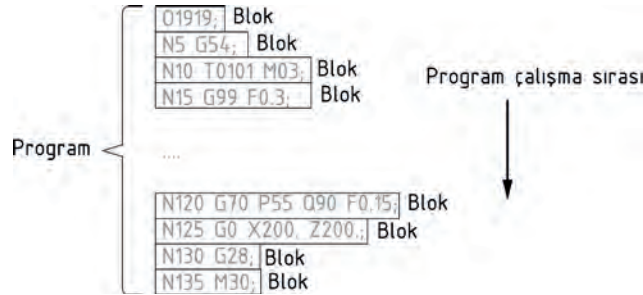 O1919; Blok
N5 G54; Blok
N10 T0101 M03; Blok
N15 G99 F0.3; Blok
Program çalışma sırası
Program
....
N120 G70 P55 Q90 F0.15; Blok
N125 G0 X200. Z200.; Blok
N130 G28; Blok
N135 M30; Blok